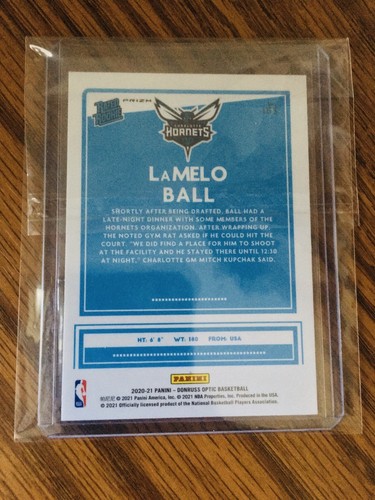 RATED
ROOKIE
PRIZM
CHARLOTTE
HORNETS
LAMELO
BALL
SHORTLY AFTER BEING DRAFTED, BALL HAD A
LATE-NIGHT DINNER WITH SOME MEMBERS OF THE
HORNETS ORGANIZATION. AFTER WRAPPING UP,
THE NOTED GYM RAT ASKED IF HE COULD HIT THE
COURT. "WE DID FIND A PLACE FOR HIM TO SHOOT
AT THE FACILITY AND HE STAYED THERE UNTIL 12:30
AT NIGHT," CHARLOTTE GM MITCH KUPCHAK SAID.
HT: 6' 8" WT: 180 FROM: USA
PANINI
2020-21 PANINI – DONRUSS OPTIC BASKETBALL
© 2021 Panini America, Inc. © 2021 NBA Properties, Inc. Produced in the USA.
© 2021 Officially licensed product of the National Basketball Players Association.
NBA